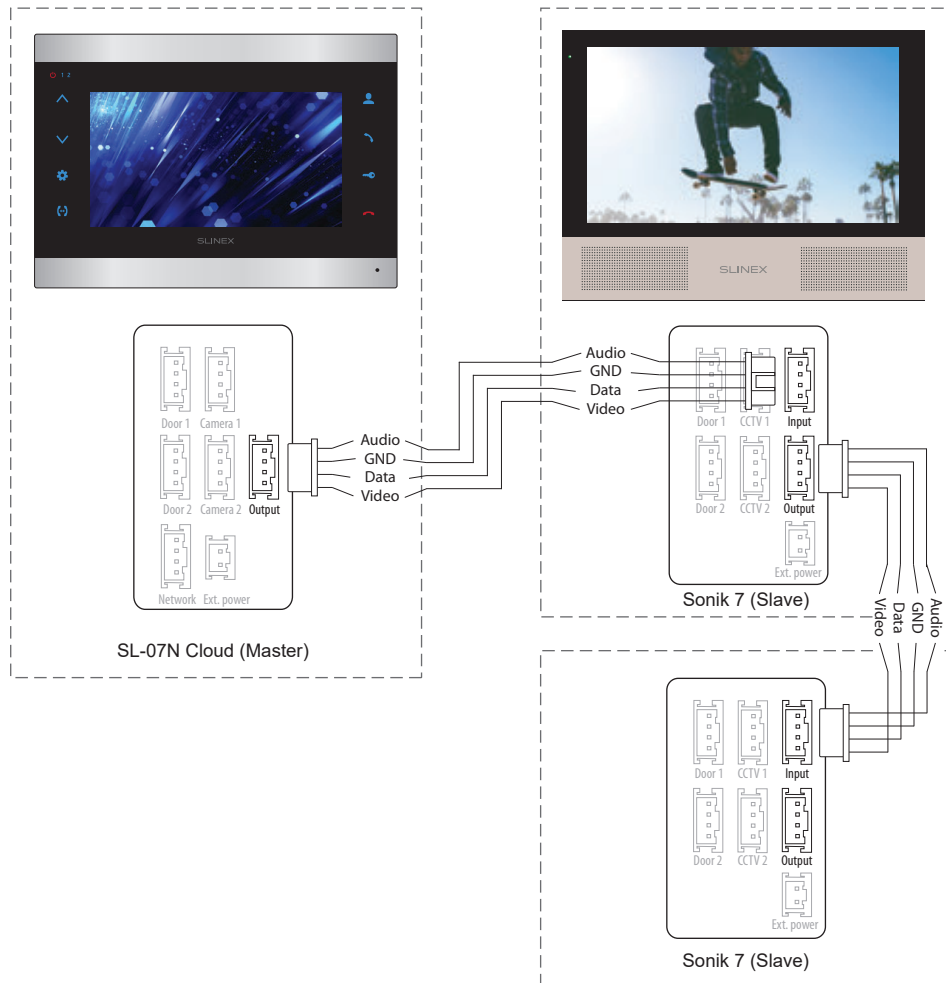 1 2
SLINEX
Door 1 Camera 1
Door 2 Camera 2 Output
Network Ext. power
SL-07N Cloud (Master)
Audio
GND
Data
Video
SLINEX
Audio
GND
Data
Video
Door 1 CCTV 1 Input
Door 2 CCTV 2 Output
Ext. power
Sonik 7 (Slave)
Video Data GND Audio
Door 1 CCTV 1 Input
Door 2 CCTV 2 Output
Ext. power
Sonik 7 (Slave)